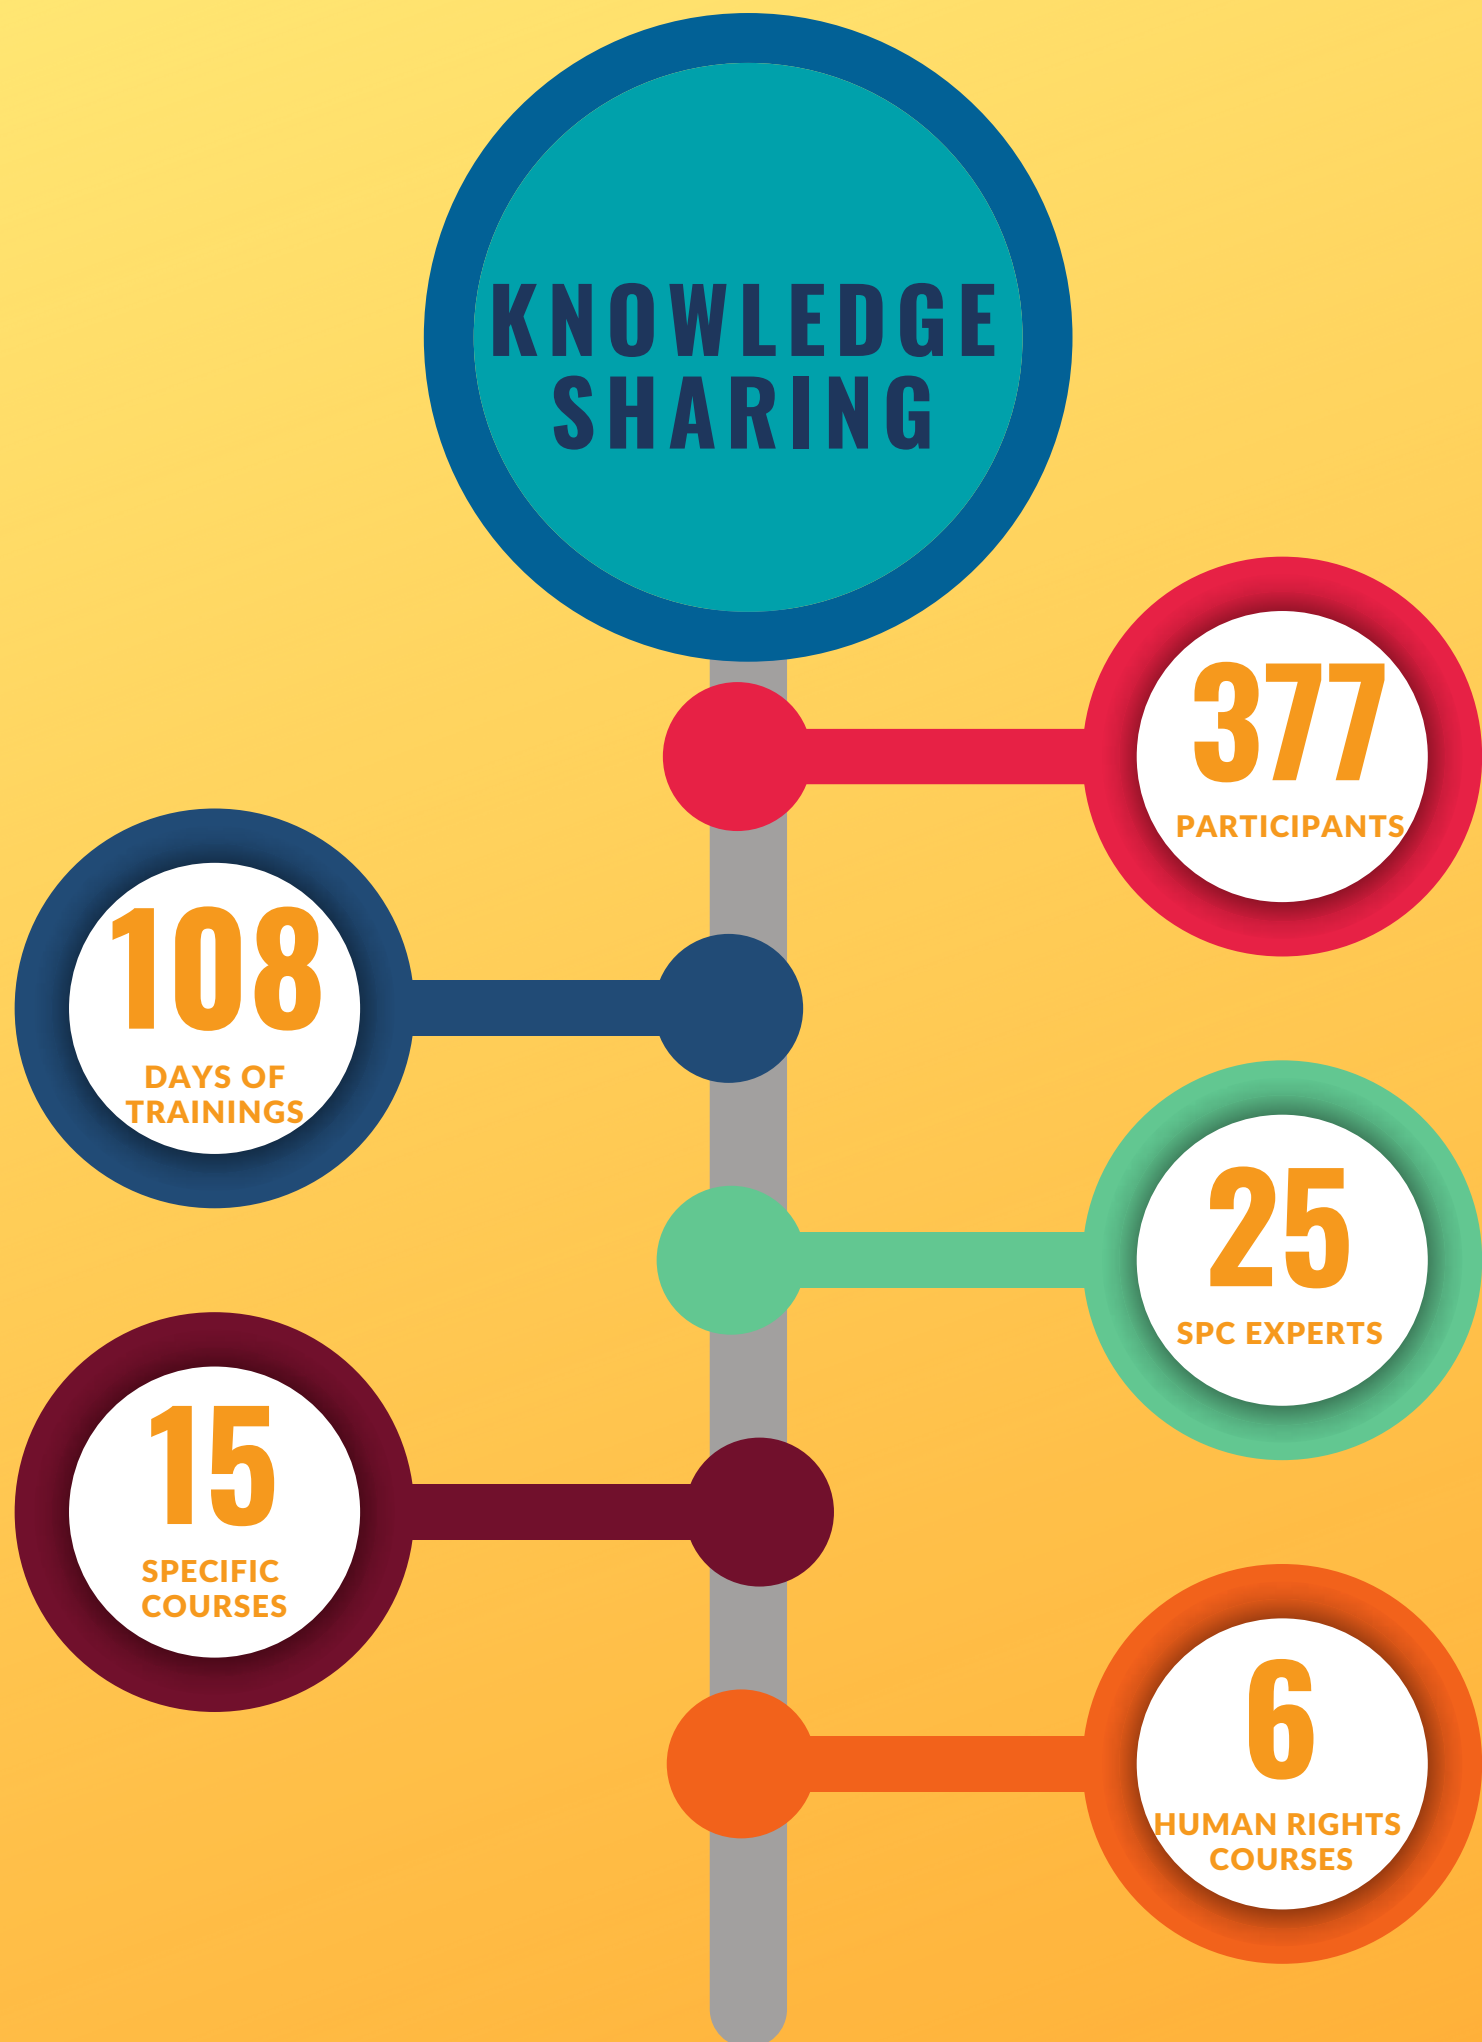 KNOWLEDGE
SHARING
377
PARTICIPANTS
108
DAYS OF
TRAININGS
25
SPC EXPERTS
15
SPECIFIC
COURSES
6
HUMAN RIGHTS
COURSES